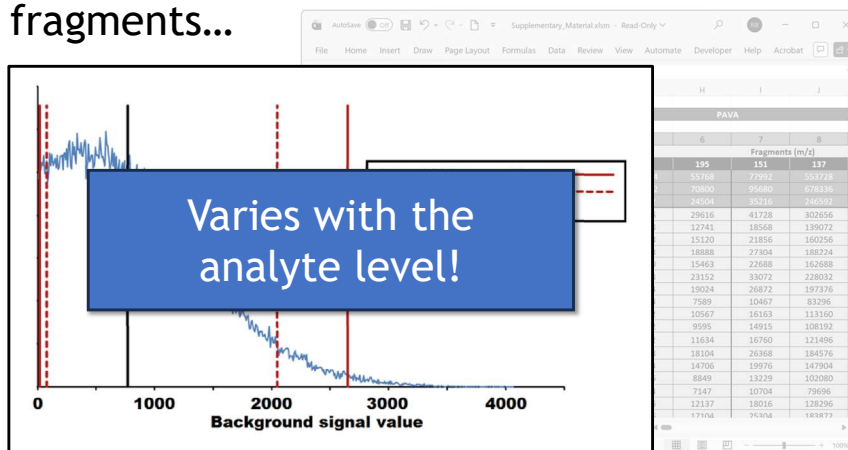 fragments…
AutoSave Off Supplementary_Material.xlsm - Read-Only
RB
File Home Insert Draw Page Layout Formulas Data Review View Automate Developer Help Acrobat
H I J
PAVA
6 7 8
Fragments (m/z)
195 151 137
55768 77992 553728
70800 95680 678336
24504 35216 246592
29616 41728 302656
12741 18568 139072
15120 21856 160256
18888 27304 188224
15463 22688 162688
23152 33072 228032
19024 26872 197376
7589 10467 83296
10567 16163 113160
9595 14915 108192
11634 16760 121496
18104 26368 184576
14706 19976 147904
8849 13229 102080
7147 10704 79696
12137 18016 128296
17104 25304 183872
100%
Varies with the
analyte level!
0 1000 2000 3000 4000
Background signal value